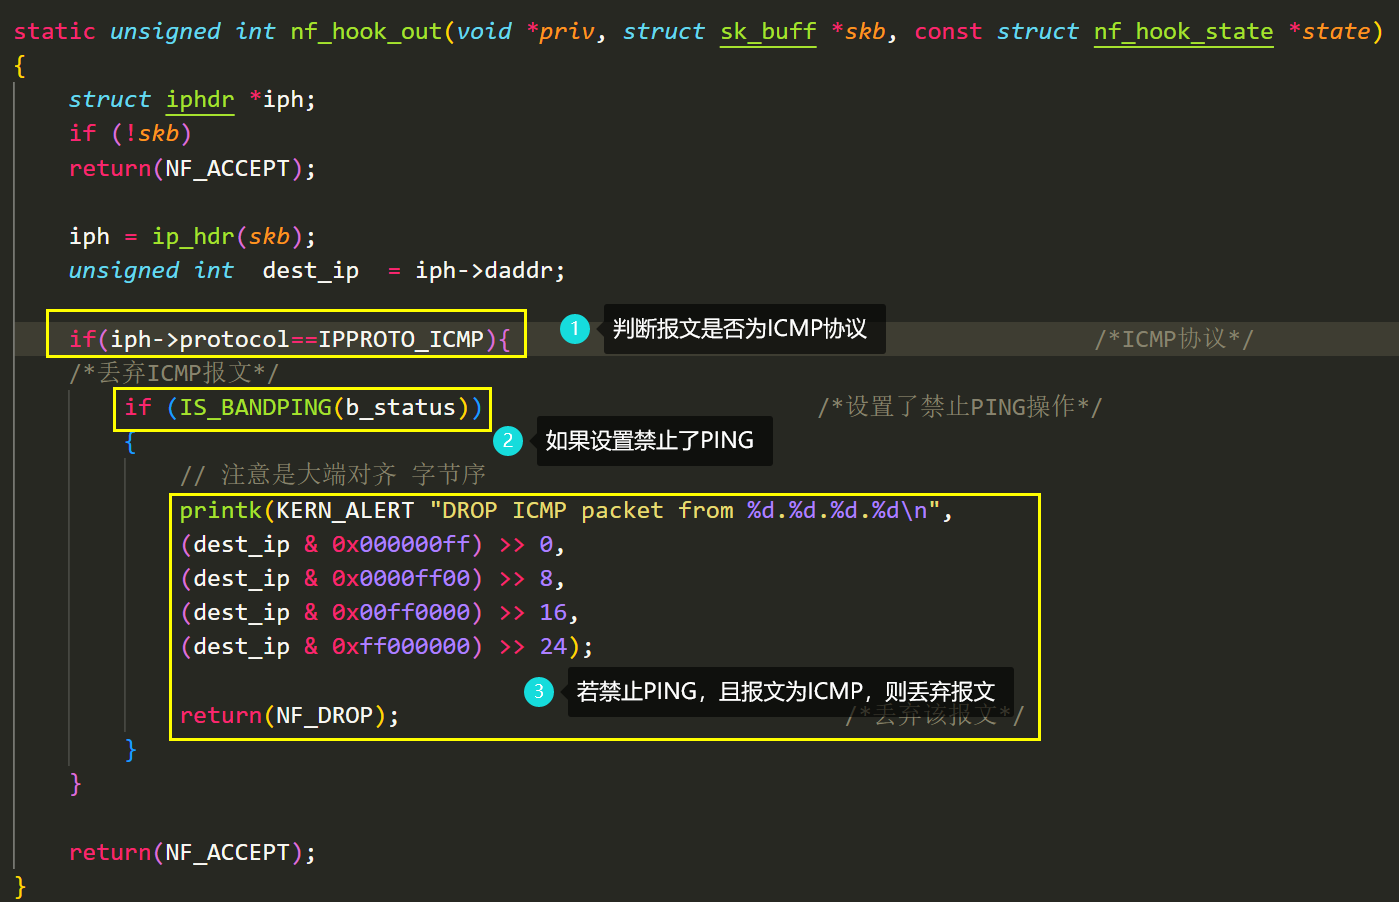 static unsigned int nf_hook_out(void *priv, struct sk_buff *skb, const struct nf_hook_state *state)
{
struct iphdr *iph;
if (!skb)
return(NF_ACCEPT);
iph = ip_hdr(skb);
unsigned int dest_ip = iph->daddr;
if(iph->protocol==IPPROTO_ICMP){ 1 判断报文是否为ICMP协议 /*ICMP协议*/
/*丢弃ICMP报文*/
if (IS_BANDPING(b_status)) /*设置了禁止PING操作*/
{ 2 如果设置禁止了PING
// 注意是大端对齐 字节序
printk(KERN_ALERT "DROP ICMP packet from %d.%d.%d.%d\n",
(dest_ip & 0x000000ff) >> 0,
(dest_ip & 0x0000ff00) >> 8,
(dest_ip & 0x00ff0000) >> 16,
(dest_ip & 0xff000000) >> 24);
3 若禁止PING，且报文为ICMP，则丢弃报文
return(NF_DROP); /*丢弃该报文*/
}
}
return(NF_ACCEPT);
}